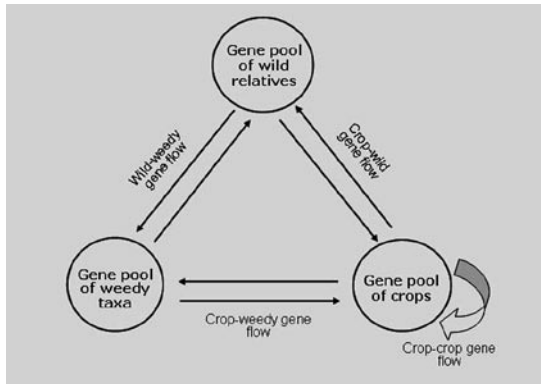 Gene pool
of wild
relatives
Wild-weedy
gene flow
Crop-wild
gene flow
Gene pool
of weedy
taxa
Gene pool
of crops
Crop-weedy gene
flow
Crop-crop gene
flow